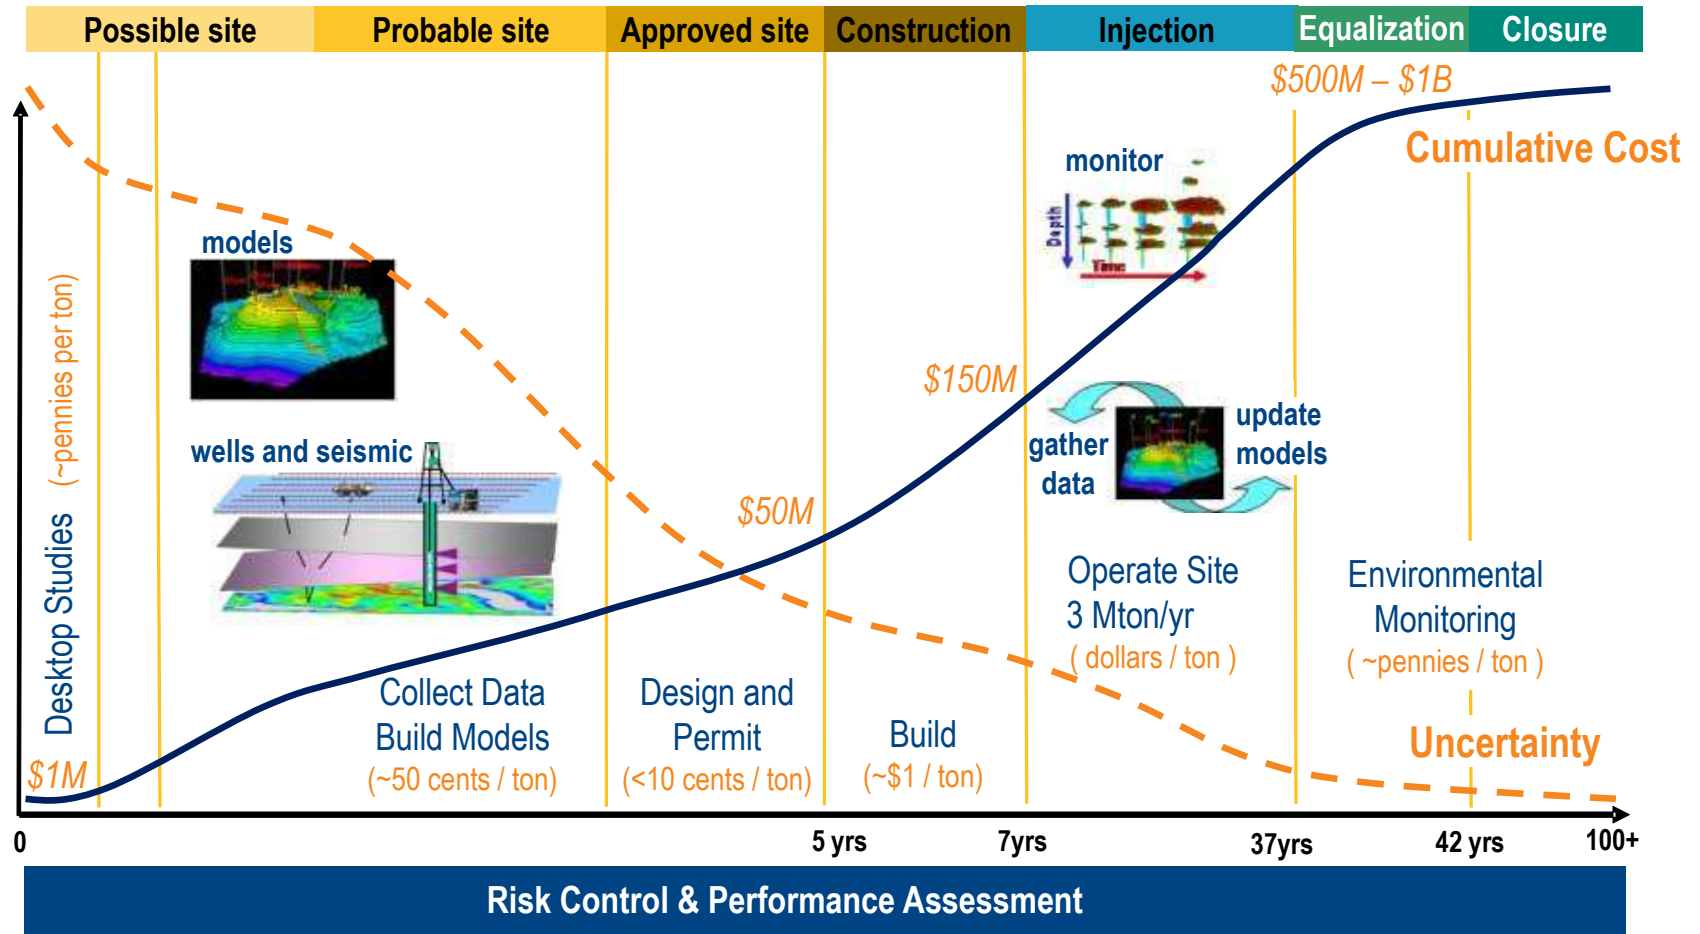 Possible site
Probable site
Approved site
Construction
Injection
Equalization
Closure
$500M – $1B
Cumulative Cost
monitor
Depth
Time
models
(~pennies per ton)
Desktop Studies
wells and seismic
$150M
gather
data
update
models
$50M
Operate Site
3 Mton/yr
( dollars / ton )
Environmental
Monitoring
( ~pennies / ton )
Collect Data
Build Models
(~50 cents / ton)
Design and
Permit
(<10 cents / ton)
Build
(~$1 / ton)
Uncertainty
$1M
0
5 yrs
7yrs
37yrs
42 yrs
100+
Risk Control & Performance Assessment